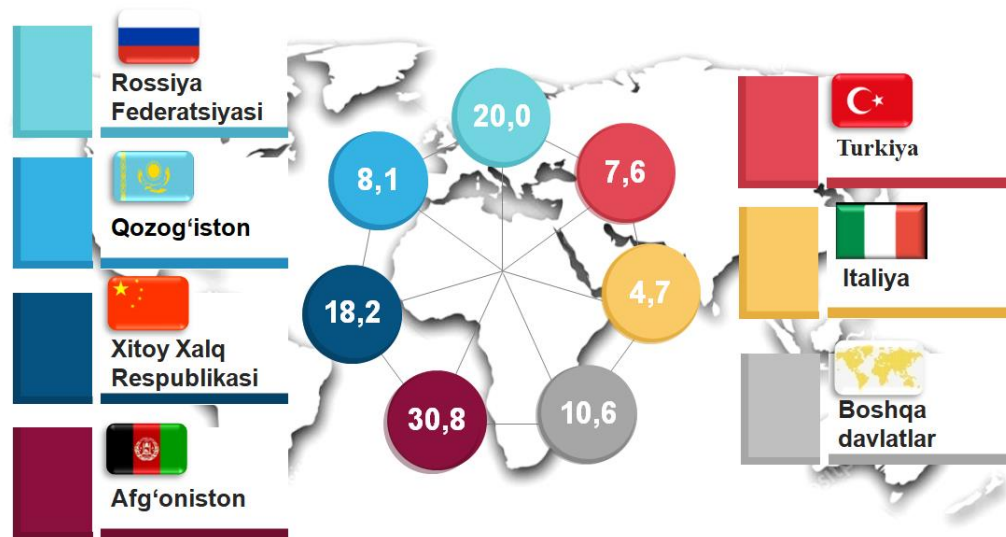 Rossiya
Federatsiyasi
Qozog‘iston
Xitoy Xalq
Respublikasi
Afg‘oniston
20,0
8,1
7,6
18,2
4,7
30,8
10,6
Turkiya
Italiya
Boshqa
davlatlar